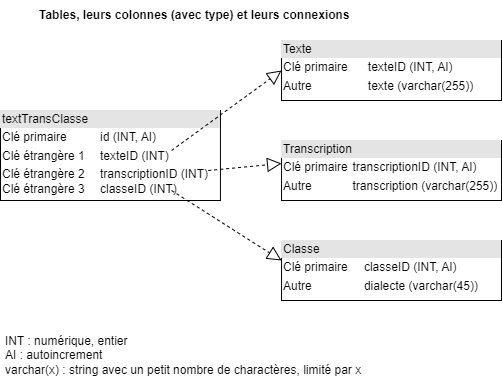 Tables, leurs colonnes (avec type) et leurs connexions
Texte
Clé primaire texteID (INT, AI)
Autre texte (varchar(255))
textTransClasse
Clé primaire id (INT, AI)
Clé étrangère 1 texteID (INT)
Clé étrangère 2 transcriptionID (INT)
Clé étrangère 3 classeID (INT)
Transcription
Clé primaire transcriptionID (INT, AI)
Autre transcription (varchar(255))
Classe
Clé primaire classeID (INT, AI)
Autre dialecte (varchar(45))
INT : numérique, entier
AI : autoincrement
varchar(x) : string avec un petit nombre de charactères, limité par x